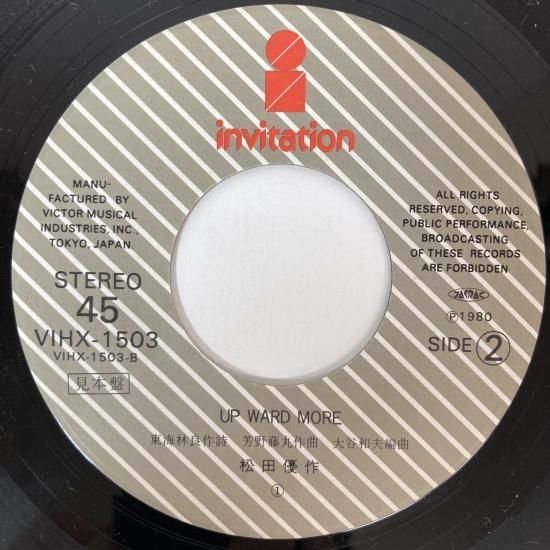 invitation
MANU-
FACTURED BY
VICTOR MUSICAL
INDUSTRIES, INC.,
TOKYO, JAPAN.
STEREO
45
VIHX-1503
VIHX-1503-B
見本盤
ALL RIGHTS
RESERVED, COPYING,
PUBLIC PERFORMANCE,
BROADCASTING
OF THESE RECORDS
ARE FORBIDDEN
JASRAC
Ⓟ1980
SIDE ②
UP WARD MORE
東海林良作詩 芳野藤丸作曲 大谷和夫編曲
松田優作
①